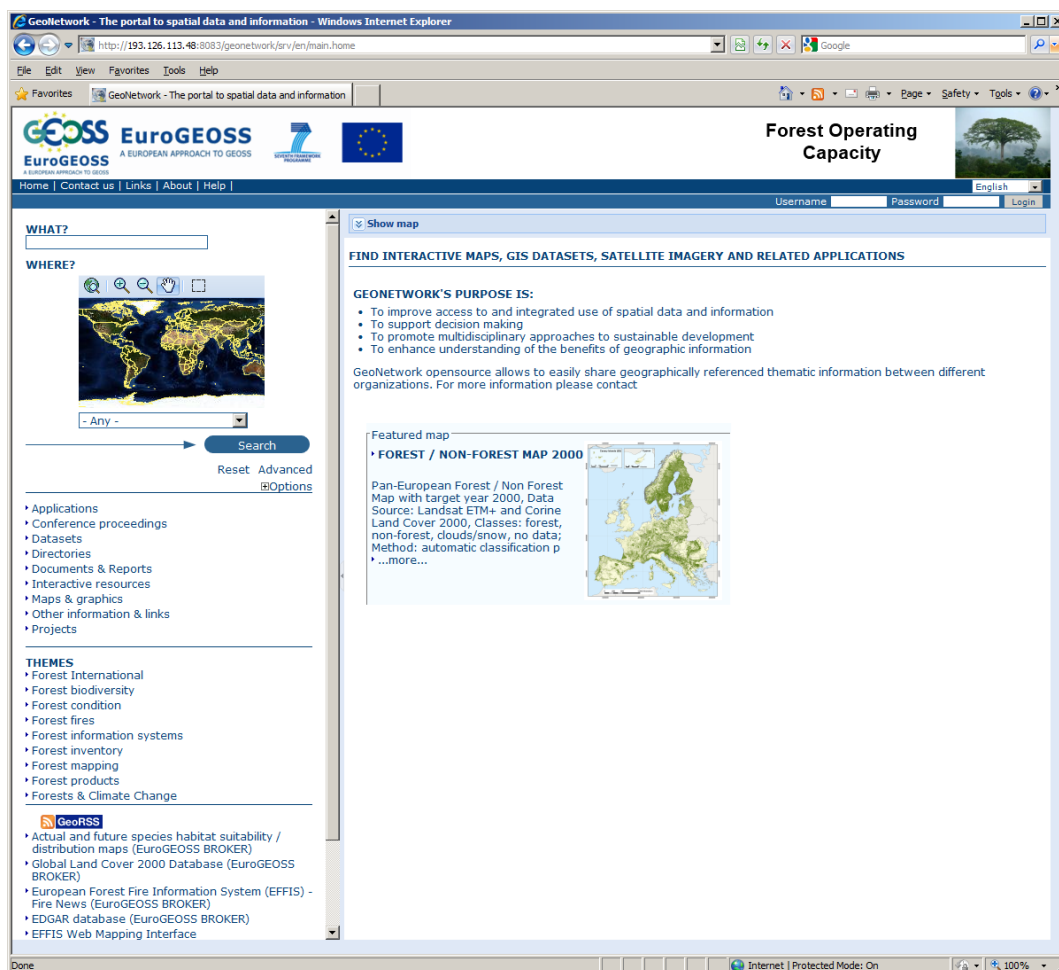 GeoNetwork - The portal to spatial data and information - Windows Internet Explorer
http://193.126.113.48:8083/geonetwork/srv/en/main.home
Google
File Edit View Favorites Tools Help
Favorites
GeoNetwork - The portal to spatial data and information
Page Safety Tools
GEOSS
EuroGEOSS
A EUROPEAN APPROACH TO GEOSS
EuroGEOSS
A EUROPEAN APPROACH TO GEOSS
SEVENTH FRAMEWORK
PROGRAMME
Forest Operating
Capacity
Home | Contact us | Links | About | Help |
English
Username
Password
Login
WHAT?
WHERE?
- Any -
Search
Reset Advanced
Options
Applications
Conference proceedings
Datasets
Directories
Documents & Reports
Interactive resources
Maps & graphics
Other information & links
Projects
THEMES
Forest International
Forest biodiversity
Forest condition
Forest fires
Forest information systems
Forest inventory
Forest mapping
Forest products
Forests & Climate Change
GeoRSS
Actual and future species habitat suitability /
distribution maps (EuroGEOSS BROKER)
Global Land Cover 2000 Database (EuroGEOSS
BROKER)
European Forest Fire Information System (EFFIS) -
Fire News (EuroGEOSS BROKER)
EDGAR database (EuroGEOSS BROKER)
EFFIS Web Mapping Interface
Show map
FIND INTERACTIVE MAPS, GIS DATASETS, SATELLITE IMAGERY AND RELATED APPLICATIONS
GEONETWORK'S PURPOSE IS:
• To improve access to and integrated use of spatial data and information
• To support decision making
• To promote multidisciplinary approaches to sustainable development
• To enhance understanding of the benefits of geographic information
GeoNetwork opensource allows to easily share geographically referenced thematic information between different
organizations. For more information please contact
Featured map
FOREST / NON-FOREST MAP 2000
Pan-European Forest / Non Forest
Map with target year 2000, Data
Source: Landsat ETM+ and Corine
Land Cover 2000, Classes: forest,
non-forest, clouds/snow, no data;
Method: automatic classification p
...more...
Done
Internet | Protected Mode: On
100%